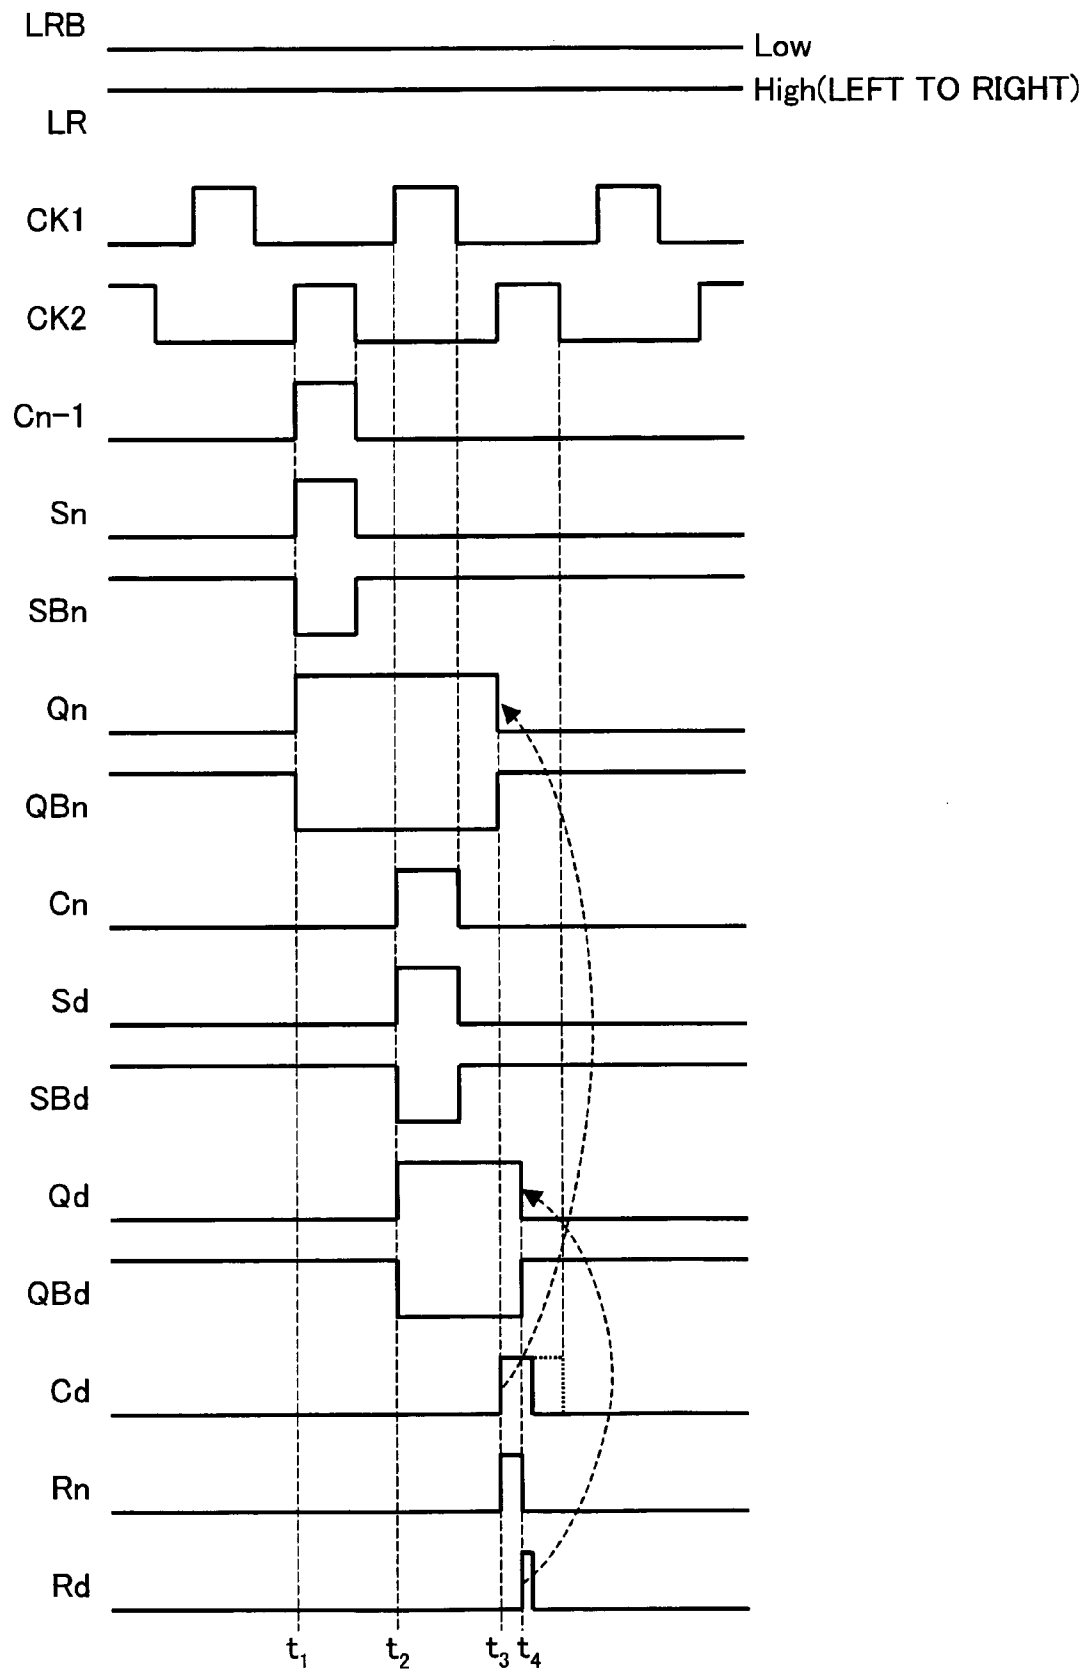 LRB
Low
High(LEFT TO RIGHT)
LR
CK1
CK2
Cn-1
Sn
SBn
Qn
QBn
Cn
Sd
SBd
Qd
QBd
Cd
Rn
Rd
t1 t2 t3 t4